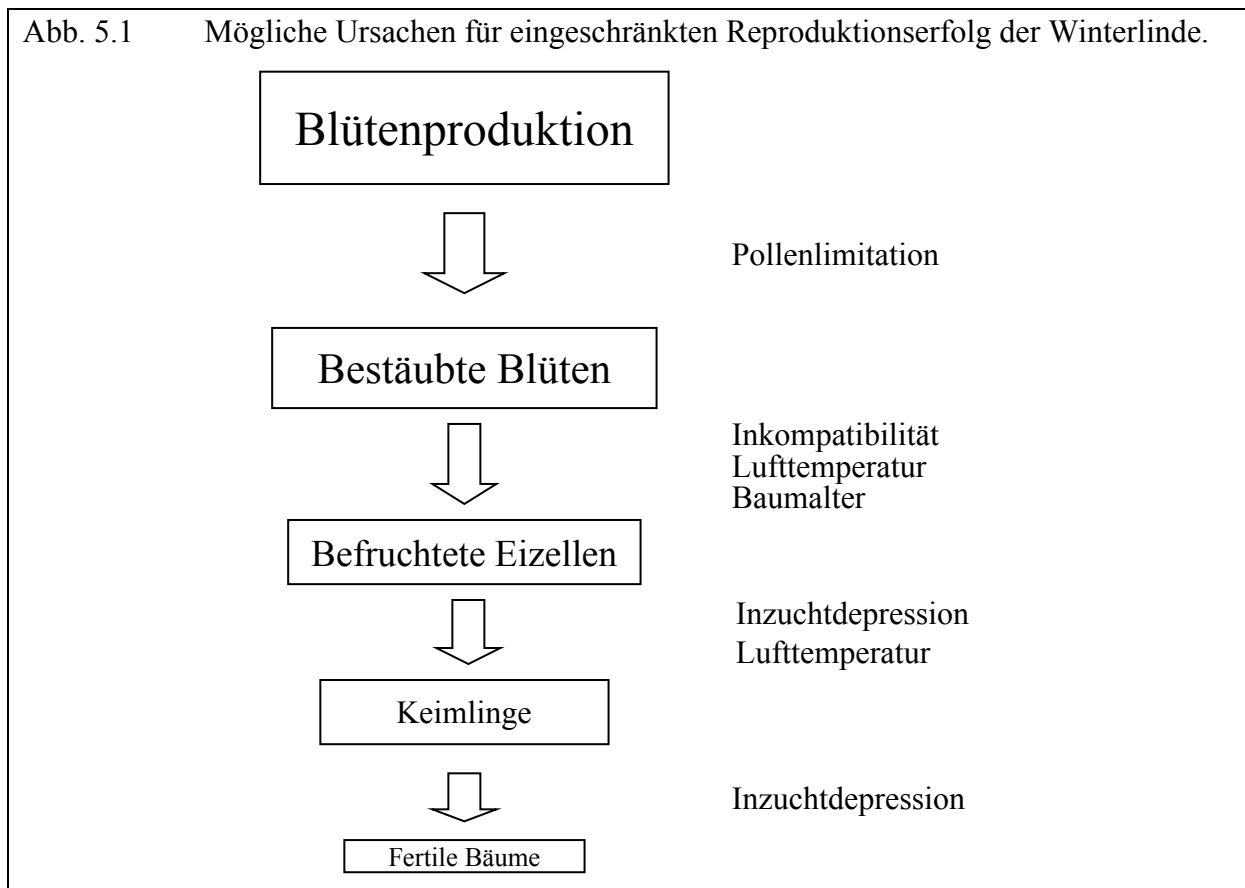 Abb. 5.1 Mögliche Ursachen für eingeschränkten Reproduktionserfolg der Winterlinde.
Blütenproduktion
Pollenlimitation
Bestäubte Blüten
Inkompatibilität
Lufttemperatur
Baumalter
Befruchtete Eizellen
Inzuchtdepression
Lufttemperatur
Keimlinge
Inzuchtdepression
Fertile Bäume